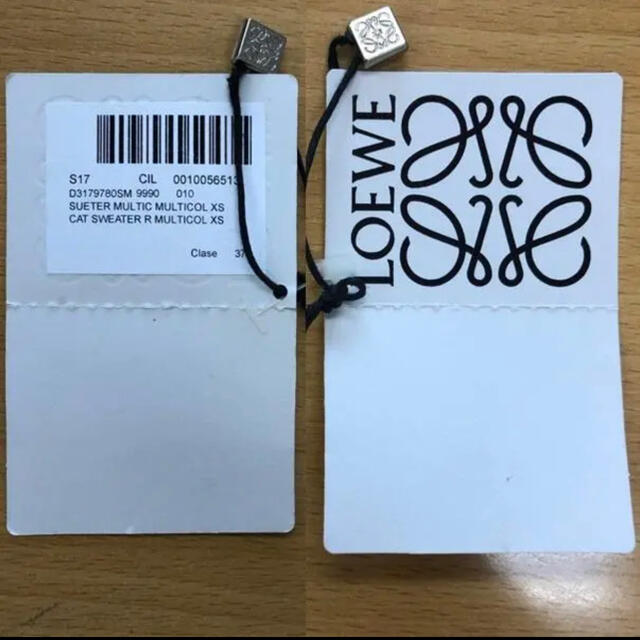 S17 CIL 0010056513
D3179780SM 9990 010
SUETER MULTIC MULTICOL XS
CAT SWEATER R MULTICOL XS
Clase 37
LOEWE